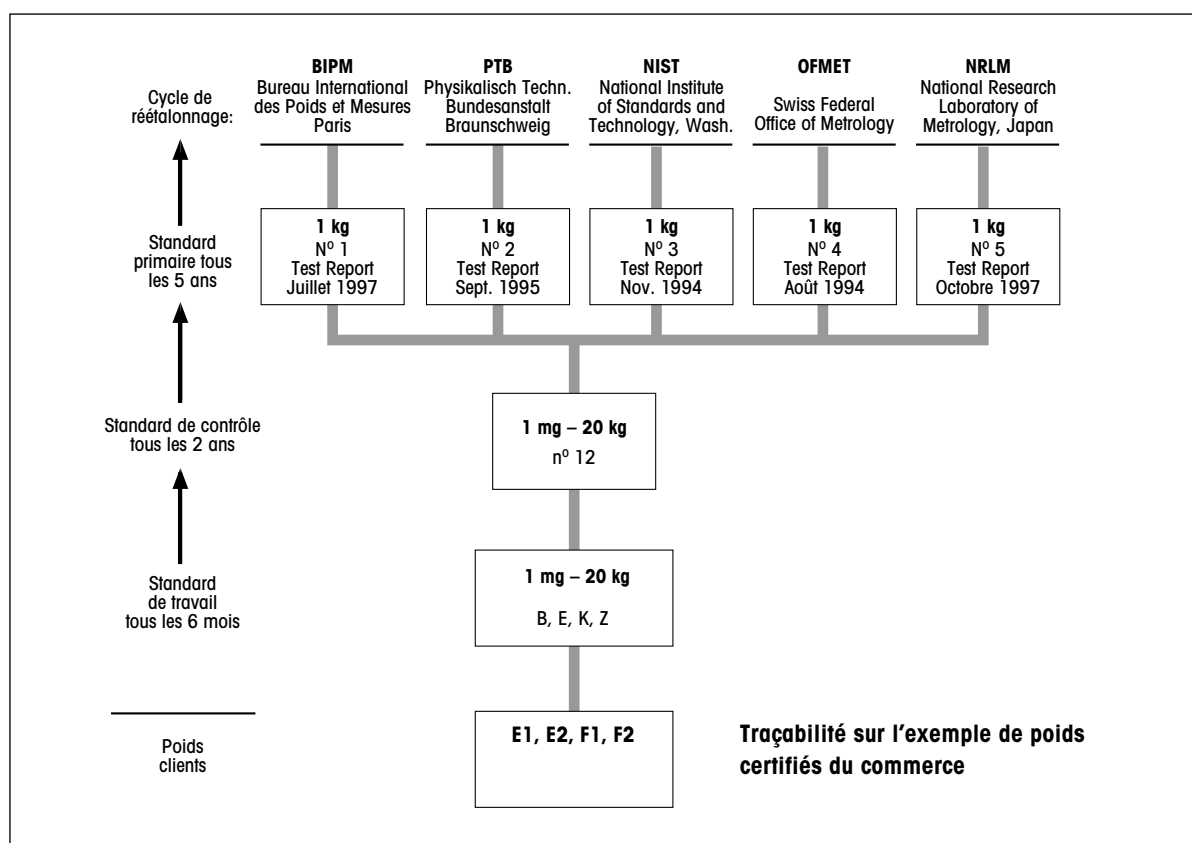 Cycle de
réétalonnage:
BIPM
Bureau International
des Poids et Mesures
Paris
PTB
Physikalisch Techn.
Bundesanstalt
Braunschweig
NIST
National Institute
of Standards and
Technology, Wash.
OFMET
Swiss Federal
Office of Metrology
NRLM
National Research
Laboratory of
Metrology, Japan
Standard
primaire tous
les 5 ans
1 kg
Nº 1
Test Report
Juillet 1997
1 kg
Nº 2
Test Report
Sept. 1995
1 kg
Nº 3
Test Report
Nov. 1994
1 kg
Nº 4
Test Report
Août 1994
1 kg
Nº 5
Test Report
Octobre 1997
Standard de contrôle
tous les 2 ans
1 mg – 20 kg
nº 12
Standard
de travail
tous les 6 mois
1 mg – 20 kg
B, E, K, Z
Poids
clients
E1, E2, F1, F2
Traçabilité sur l'exemple de poids
certifiés du commerce